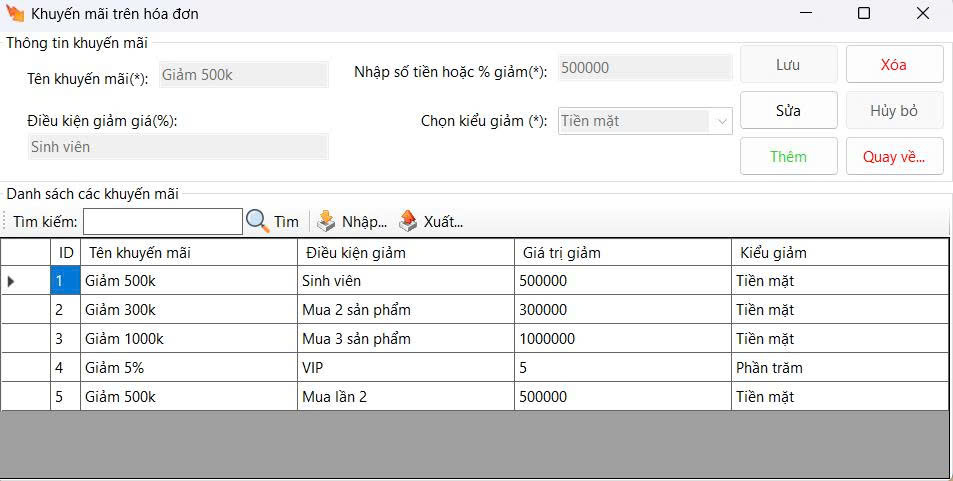 Khuyến mãi trên hóa đơn
Thông tin khuyến mãi
Tên khuyến mãi(*): Giảm 500k Nhập số tiền hoặc % giảm(*): 500000 Lưu Xóa
Điều kiện giảm giá(%): Chọn kiểu giảm (*): Tiền mặt Sửa Hủy bỏ
Sinh viên Thêm Quay về...
Danh sách các khuyến mãi
Tìm kiếm: Tìm Nhập... Xuất...
ID Tên khuyến mãi Điều kiện giảm Giá trị giảm Kiểu giảm
1 Giảm 500k Sinh viên 500000 Tiền mặt
2 Giảm 300k Mua 2 sản phẩm 300000 Tiền mặt
3 Giảm 1000k Mua 3 sản phẩm 1000000 Tiền mặt
4 Giảm 5% VIP 5 Phần trăm
5 Giảm 500k Mua lần 2 500000 Tiền mặt